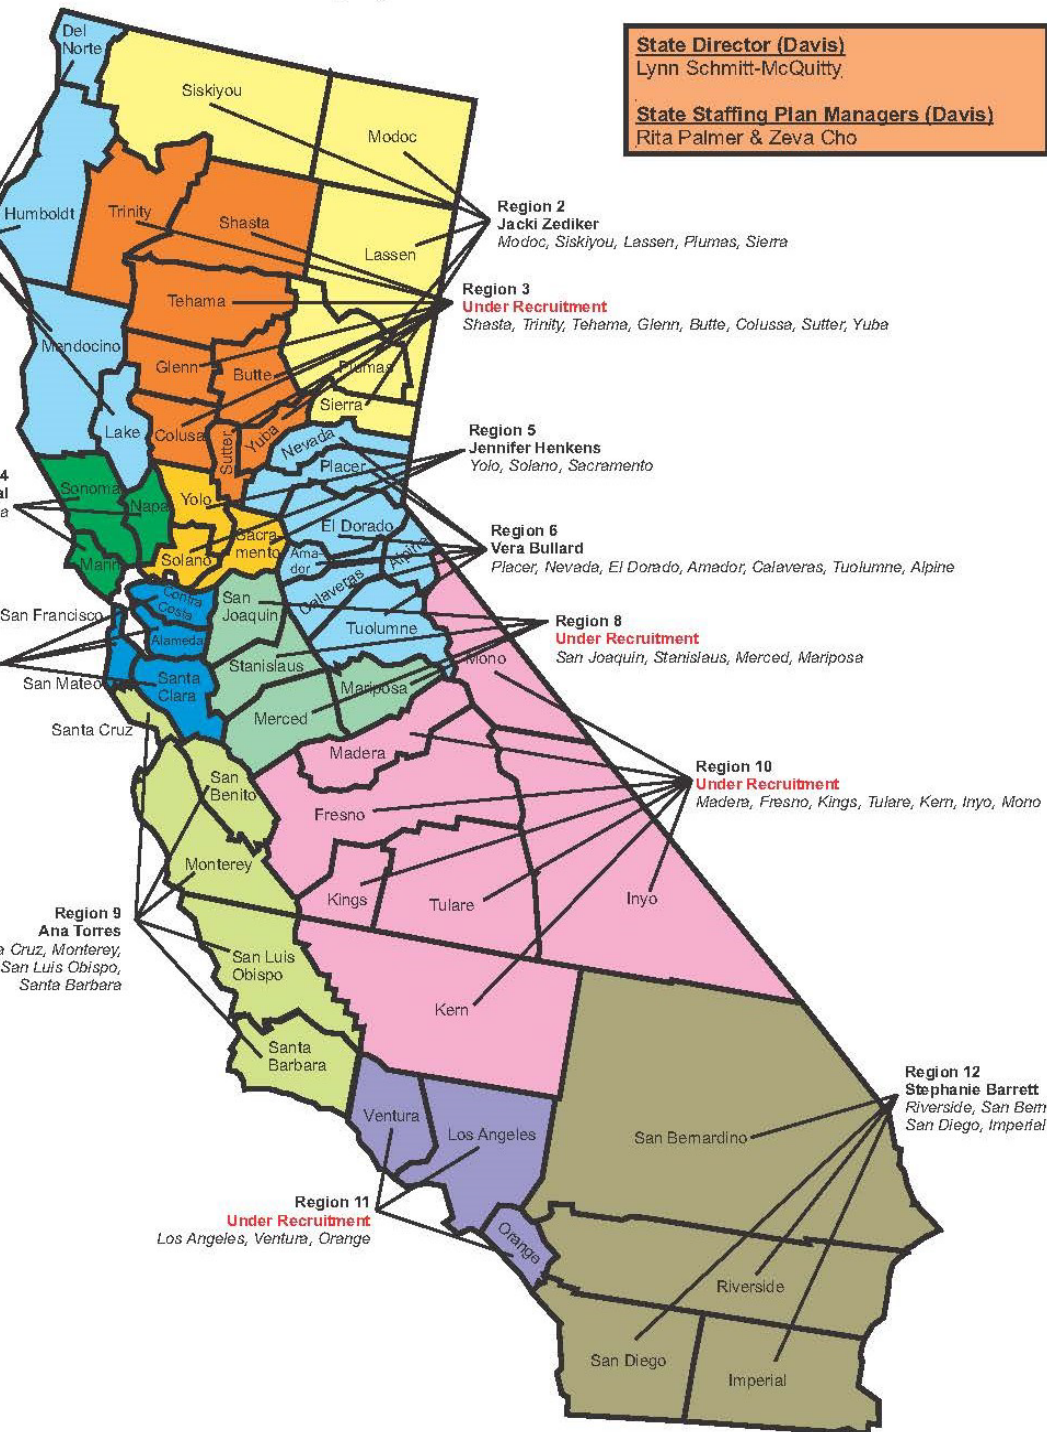 Del
Norte
State Director (Davis)
Lynn Schmitt-McQuitty
State Staffing Plan Managers (Davis)
Rita Palmer & Zeva Cho
Siskiyou
Modoc
Humboldt
Trinity
Shasta
Lassen
Region 2
Jacki Zediker
Modoc, Siskiyou, Lassen, Plumas, Sierra
Tehama
Region 3
Under Recruitment
Shasta, Trinity, Tehama, Glenn, Butte, Colussa, Sutter, Yuba
Mendocino
Glenn
Butte
Plumas
Sierra
Lake
Colusa
Sutter
Yuba
Nevada
Placer
Region 5
Jennifer Henkens
Yolo, Solano, Sacramento
4
al
a
Sonoma
Napa
Yolo
Marin
Solano
Sacra-
mento
El Dorado
Ama-
dor
Alpine
Calaveras
Tuolumne
Region 6
Vera Bullard
Placer, Nevada, El Dorado, Amador, Calaveras, Tuolumne, Alpine
San Francisco
Contra
Costa
Alameda
San
Joaquin
Stanislaus
Region 8
Under Recruitment
San Joaquin, Stanislaus, Merced, Mariposa
San Mateo
Santa
Clara
Mariposa
Merced
Mono
Santa Cruz
Madera
San
Benito
Fresno
Region 10
Under Recruitment
Madera, Fresno, Kings, Tulare, Kern, Inyo, Mono
Monterey
Kings
Tulare
Inyo
Region 9
Ana Torres
a Cruz, Monterey,
San Luis Obispo,
Santa Barbara
San Luis
Obispo
Kern
Santa
Barbara
Ventura
Los Angeles
San Bernardino
Region 12
Stephanie Barrett
Riverside, San Bern
San Diego, Imperial
Region 11
Under Recruitment
Los Angeles, Ventura, Orange
Orange
Riverside
San Diego
Imperial